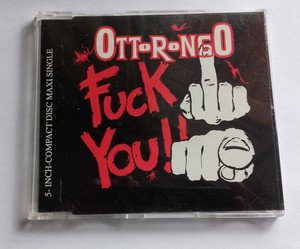 OTTORONGO
FUCK
YOU!!
5- INCH-COMPACT DISC MAXI SINGLE